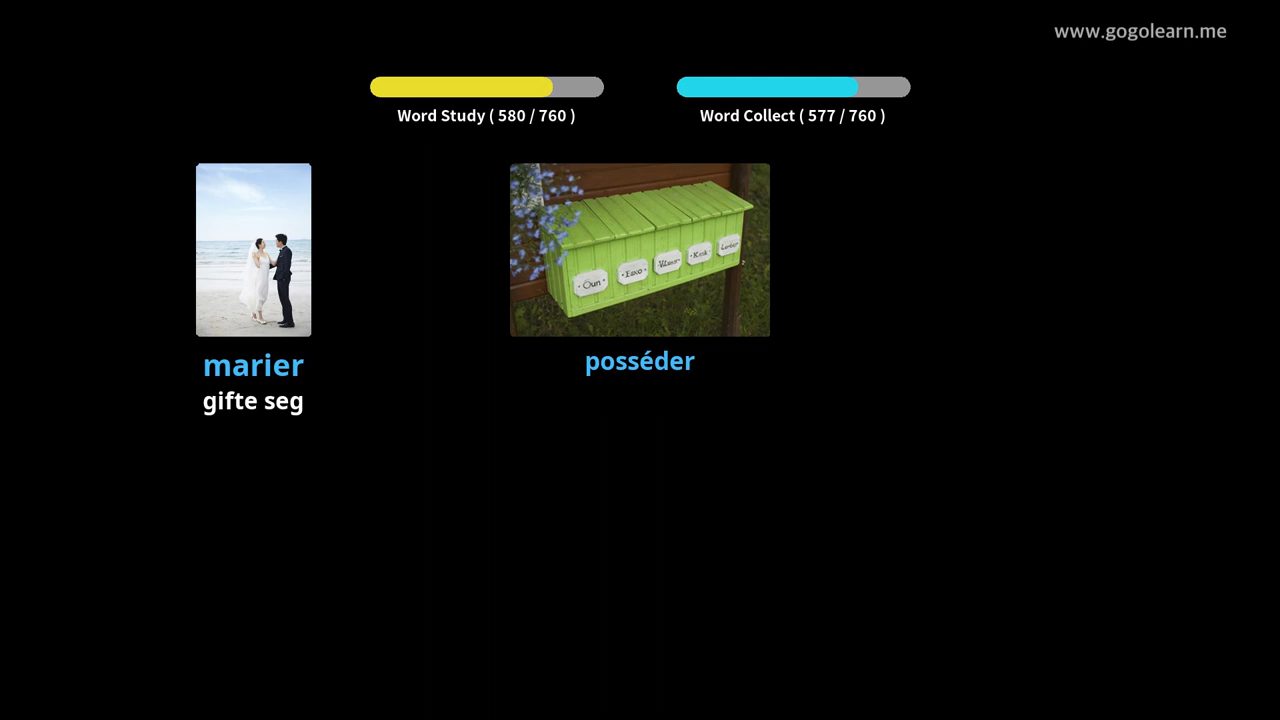 www.gogolearn.me
Word Study ( 580 / 760 )
Word Collect ( 577 / 760 )
marier
gifte seg
posséder